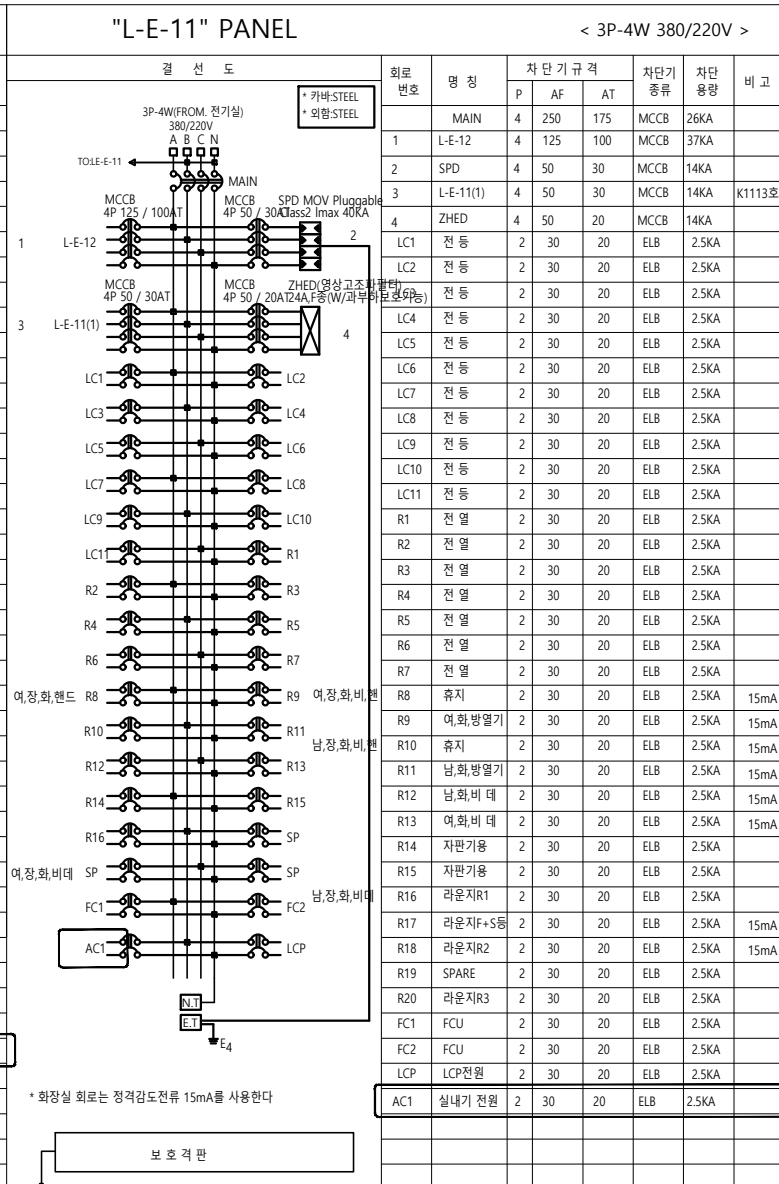 "L-E-11" PANEL < 3P-4W 380/220V >
결 선 도
* 카바:STEEL
* 외함:STEEL
3P-4W(FROM. 전기실)
380/220V
A B C N
TO:LE-E-11
MAIN
MCCB
4P 125 / 100AT
MCCB
4P 50 / 30AT
SPD MOV Pluggable
Class2 Imax 40KA
1 L-E-12 2
MCCB
4P 50 / 30AT
MCCB
4P 50 / 20AT
ZHED(영상고조파필터)
24A,F종(W/과부하보호가능)
3 L-E-11(1) 4
LC1 LC2
LC3 LC4
LC5 LC6
LC7 LC8
LC9 LC10
LC11 R1
R2 R3
R4 R5
R6 R7
여,장,화,핸드 R8 R9 여,장,화,비,핸
R10 R11
남,장,화,비,핸
R12 R13
R14 R15
R16 SP
여,장,화,비데 SP SP
남,장,화,비데
FC1 FC2
AC1 LCP
N.T
E.T
E4
* 화장실 회로는 정격감도전류 15mA를 사용한다
보 호 격 판
회로 번호 명 칭 차 단 기 규 격 차단기 종류 차단 용량 비 고
P AF AT
MAIN 4 250 175 MCCB 26KA
1 L-E-12 4 125 100 MCCB 37KA
2 SPD 4 50 30 MCCB 14KA
3 L-E-11(1) 4 50 30 MCCB 14KA K1113호
4 ZHED 4 50 20 MCCB 14KA
LC1 전 등 2 30 20 ELB 2.5KA
LC2 전 등 2 30 20 ELB 2.5KA
LC3 전 등 2 30 20 ELB 2.5KA
LC4 전 등 2 30 20 ELB 2.5KA
LC5 전 등 2 30 20 ELB 2.5KA
LC6 전 등 2 30 20 ELB 2.5KA
LC7 전 등 2 30 20 ELB 2.5KA
LC8 전 등 2 30 20 ELB 2.5KA
LC9 전 등 2 30 20 ELB 2.5KA
LC10 전 등 2 30 20 ELB 2.5KA
LC11 전 등 2 30 20 ELB 2.5KA
R1 전 열 2 30 20 ELB 2.5KA
R2 전 열 2 30 20 ELB 2.5KA
R3 전 열 2 30 20 ELB 2.5KA
R4 전 열 2 30 20 ELB 2.5KA
R5 전 열 2 30 20 ELB 2.5KA
R6 전 열 2 30 20 ELB 2.5KA
R7 전 열 2 30 20 ELB 2.5KA
R8 휴지 2 30 20 ELB 2.5KA 15mA
R9 여,화,방열기 2 30 20 ELB 2.5KA 15mA
R10 휴지 2 30 20 ELB 2.5KA 15mA
R11 남,화,방열기 2 30 20 ELB 2.5KA 15mA
R12 남,화,비 데 2 30 20 ELB 2.5KA 15mA
R13 여,화,비 데 2 30 20 ELB 2.5KA 15mA
R14 자판기용 2 30 20 ELB 2.5KA
R15 자판기용 2 30 20 ELB 2.5KA
R16 라운지R1 2 30 20 ELB 2.5KA
R17 라운지F+S등 2 30 20 ELB 2.5KA 15mA
R18 라운지R2 2 30 20 ELB 2.5KA 15mA
R19 SPARE 2 30 20 ELB 2.5KA
R20 라운지R3 2 30 20 ELB 2.5KA
FC1 FCU 2 30 20 ELB 2.5KA
FC2 FCU 2 30 20 ELB 2.5KA
LCP LCP전원 2 30 20 ELB 2.5KA
AC1 실내기 전원 2 30 20 ELB 2.5KA